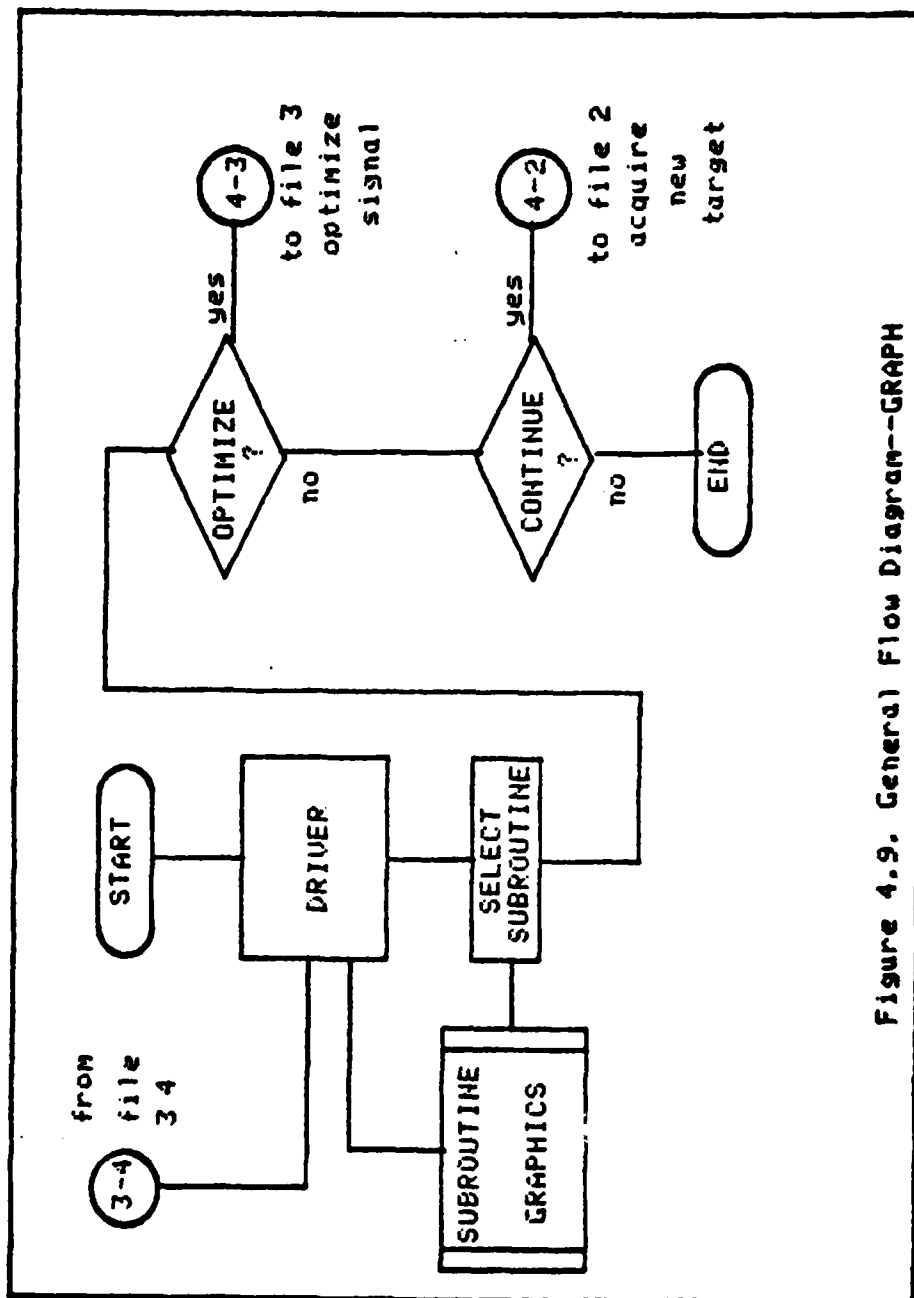 from
file
3 4
3-4
START
DRIVER
SUBROUTINE
GRAPHICS
SELECT
SUBROUTINE
OPTIMIZE
?
yes
4-3
to file 3
optimize
signal
no
CONTINUE
?
yes
4-2
to file 2
acquire
new
target
no
END
Figure 4.9. General Flow Diagram--GRAPH